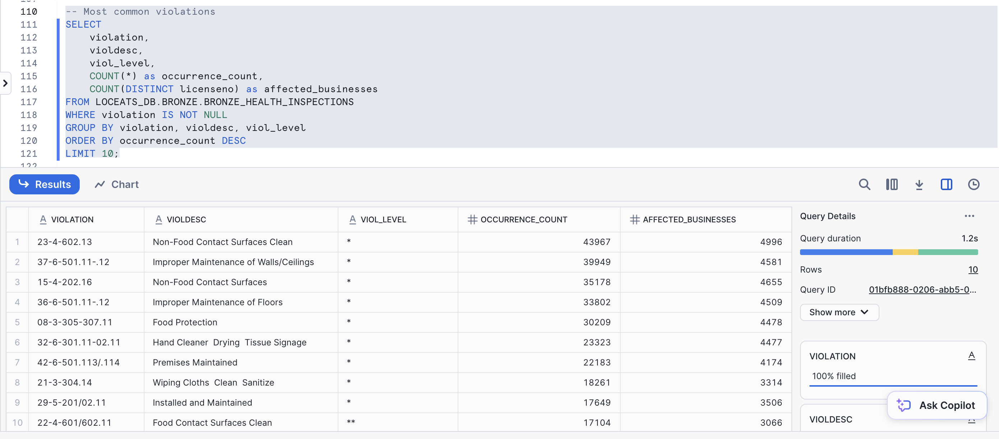 110 -- Most common violations
111 SELECT
112 violation,
113 violdesc,
114 viol_level,
115 COUNT(*) as occurrence_count,
116 COUNT(DISTINCT licenseno) as affected_businesses
117 FROM LOCEATS_DB.BRONZE.BRONZE_HEALTH_INSPECTIONS
118 WHERE violation IS NOT NULL
119 GROUP BY violation, violdesc, viol_level
120 ORDER BY occurrence_count DESC
121 LIMIT 10;
122
Results Chart
VIOLATION VIOLDESC VIOL_LEVEL OCCURRENCE_COUNT AFFECTED_BUSINESSES
1 23-4-602.13 Non-Food Contact Surfaces Clean * 43967 4996
2 37-6-501.11-.12 Improper Maintenance of Walls/Ceilings * 39949 4581
3 15-4-202.16 Non-Food Contact Surfaces * 35178 4655
4 36-6-501.11-.12 Improper Maintenance of Floors * 33802 4509
5 08-3-305-307.11 Food Protection * 30209 4478
6 32-6-301.11-02.11 Hand Cleaner  Drying  Tissue Signage * 23323 4477
7 42-6-501.113/.114 Premises Maintained * 22183 4174
8 21-3-304.14 Wiping Cloths  Clean  Sanitize * 18261 3314
9 29-5-201/02.11 Installed and Maintained * 17649 3506
10 22-4-601/602.11 Food Contact Surfaces Clean ** 17104 3066
Query Details ...
Query duration 1.2s
Rows 10
Query ID 01bfb888-0206-abb5-0...
Show more
VIOLATION A
100% filled
Ask Copilot
VIOLDESC